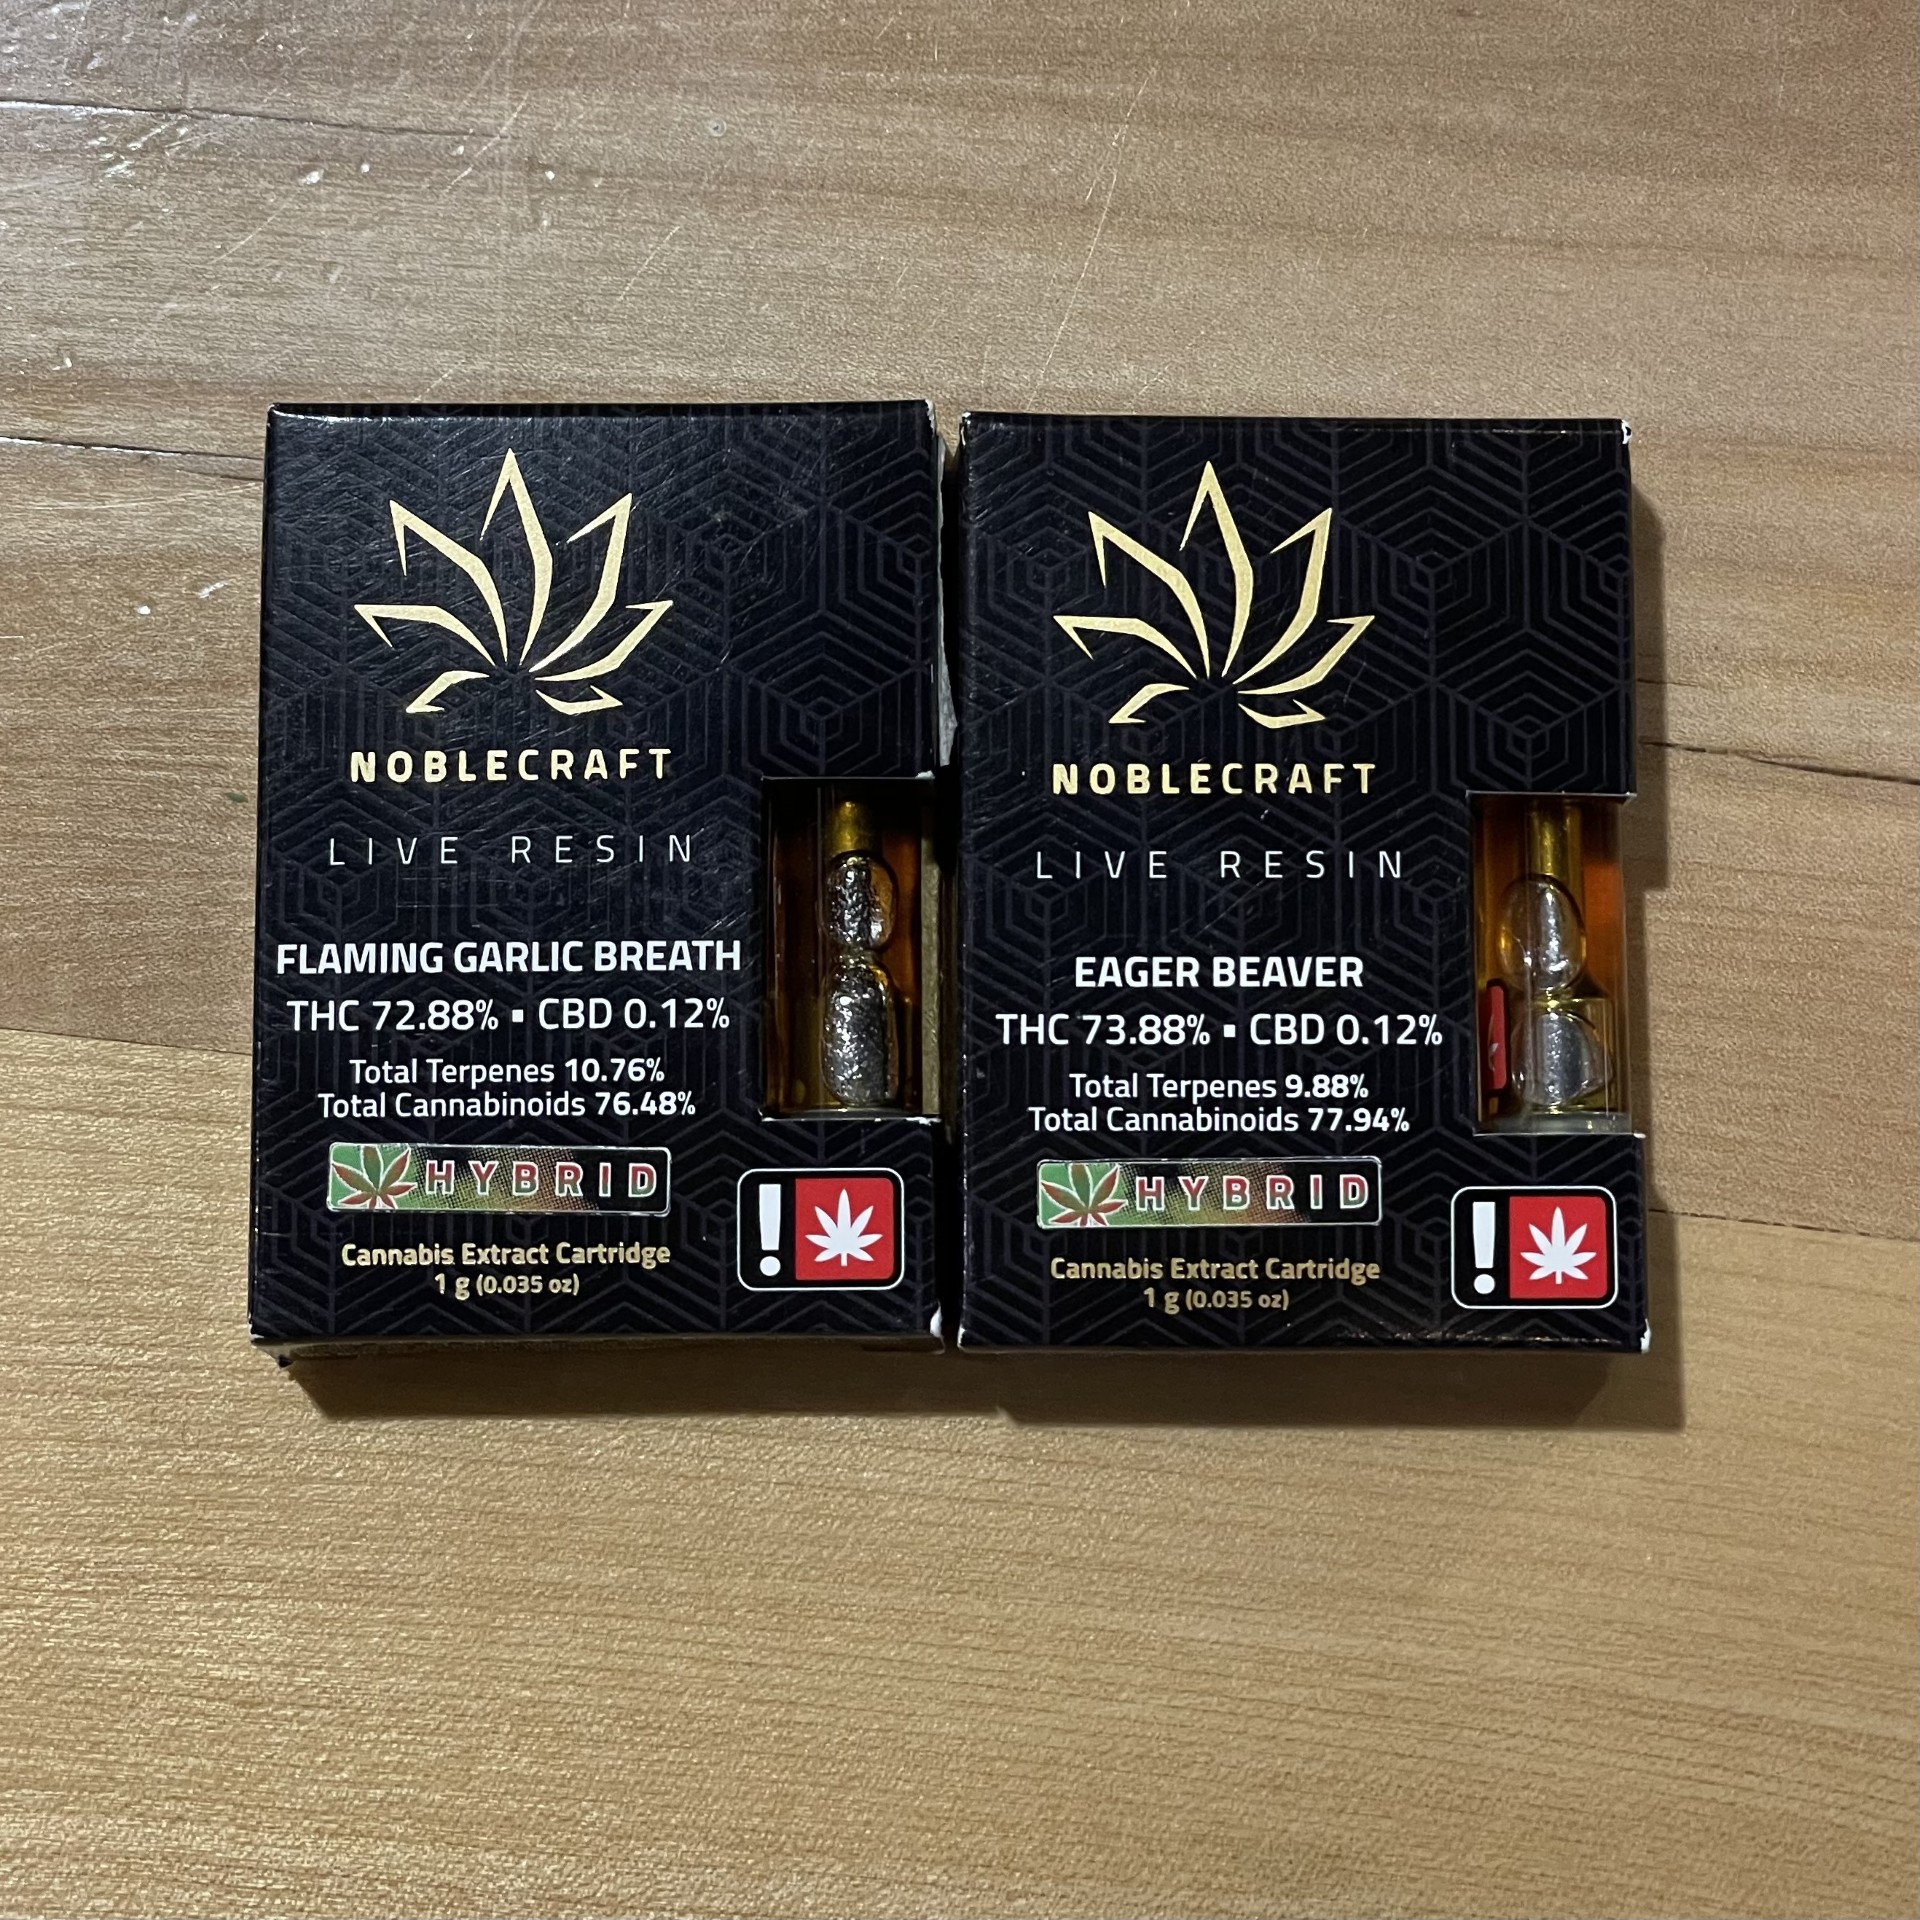 NOBLECRAFT
LIVE RESIN
FLAMING GARLIC BREATH
THC 72.88% ▪ CBD 0.12%
Total Terpenes 10.76%
Total Cannabinoids 76.48%
HYBRID
Cannabis Extract Cartridge
1 g (0.035 oz)
!
NOBLECRAFT
LIVE RESIN
EAGER BEAVER
THC 73.88% ▪ CBD 0.12%
Total Terpenes 9.88%
Total Cannabinoids 77.94%
HYBRID
Cannabis Extract Cartridge
1 g (0.035 oz)
!